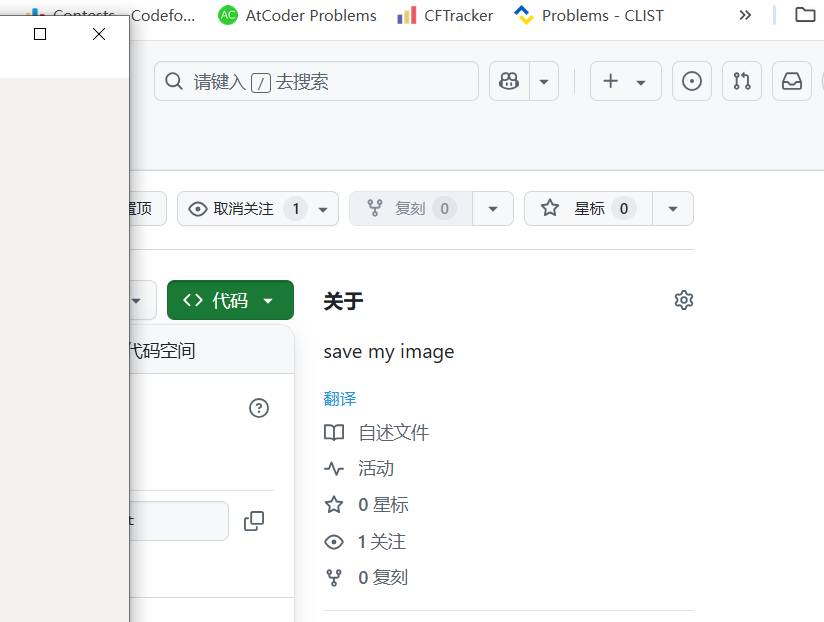 Contests Codefo... AtCoder Problems CFTracker Problems - CLIST
请键入 / 去搜索
置顶 取消关注 1 复刻 0 星标 0
代码 关于
代码空间 save my image
翻译
自述文件
活动
0 星标
1 关注
0 复刻